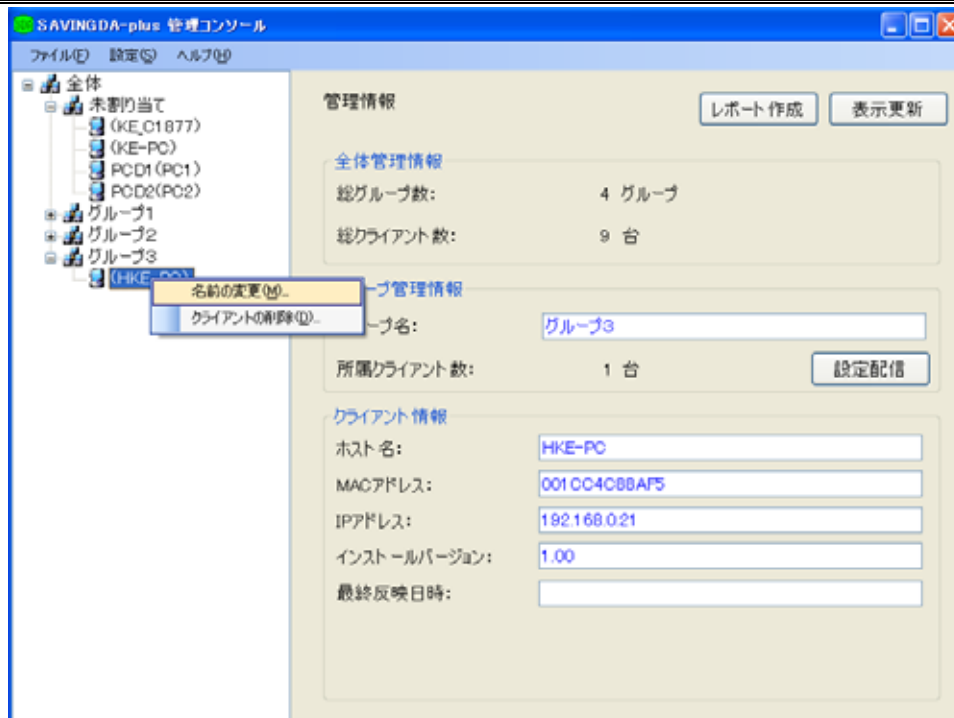 SAVINGDA-plus 管理コンソール
ファイル(F) 設定(S) ヘルプ(H)
全体
未割り当て
(KE_C1877)
(KE-PC)
PCD1(PC1)
PCD2(PC2)
グループ1
グループ2
グループ3
(HKE-PC)
名前の変更(M)...
クライアントの削除(D)...
管理情報
レポート作成
表示更新
全体管理情報
総グループ数: 4 グループ
総クライアント数: 9 台
ープ管理情報
ープ名: グループ3
所属クライアント数: 1 台
設定配信
クライアント情報
ホスト名: HKE-PC
MACアドレス: 001CC4C88AF5
IPアドレス: 192.168.0.21
インストールバージョン: 1.00
最終反映日時: